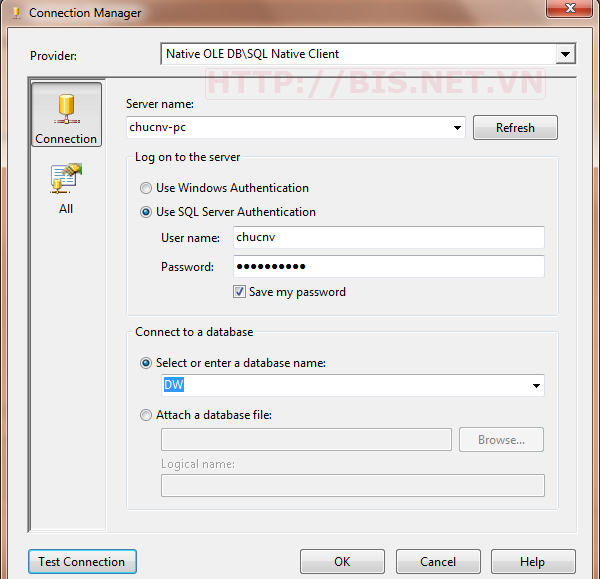 Connection Manager
Provider: Native OLE DB\SQL Native Client
HTTP://BIS.NET.VN
Connection
All
Server name:
chucnv-pc Refresh
Log on to the server
Use Windows Authentication
Use SQL Server Authentication
User name: chucnv
Password: ●●●●●●●●●●
Save my password
Connect to a database
Select or enter a database name:
DW
Attach a database file:
Browse...
Logical name:
Test Connection OK Cancel Help